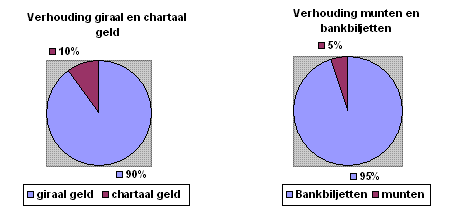 Verhouding giraal en chartaal
geld
10%
90%
giraal geld chartaal geld
Verhouding munten en
bankbiljetten
5%
95%
Bankbiljetten munten